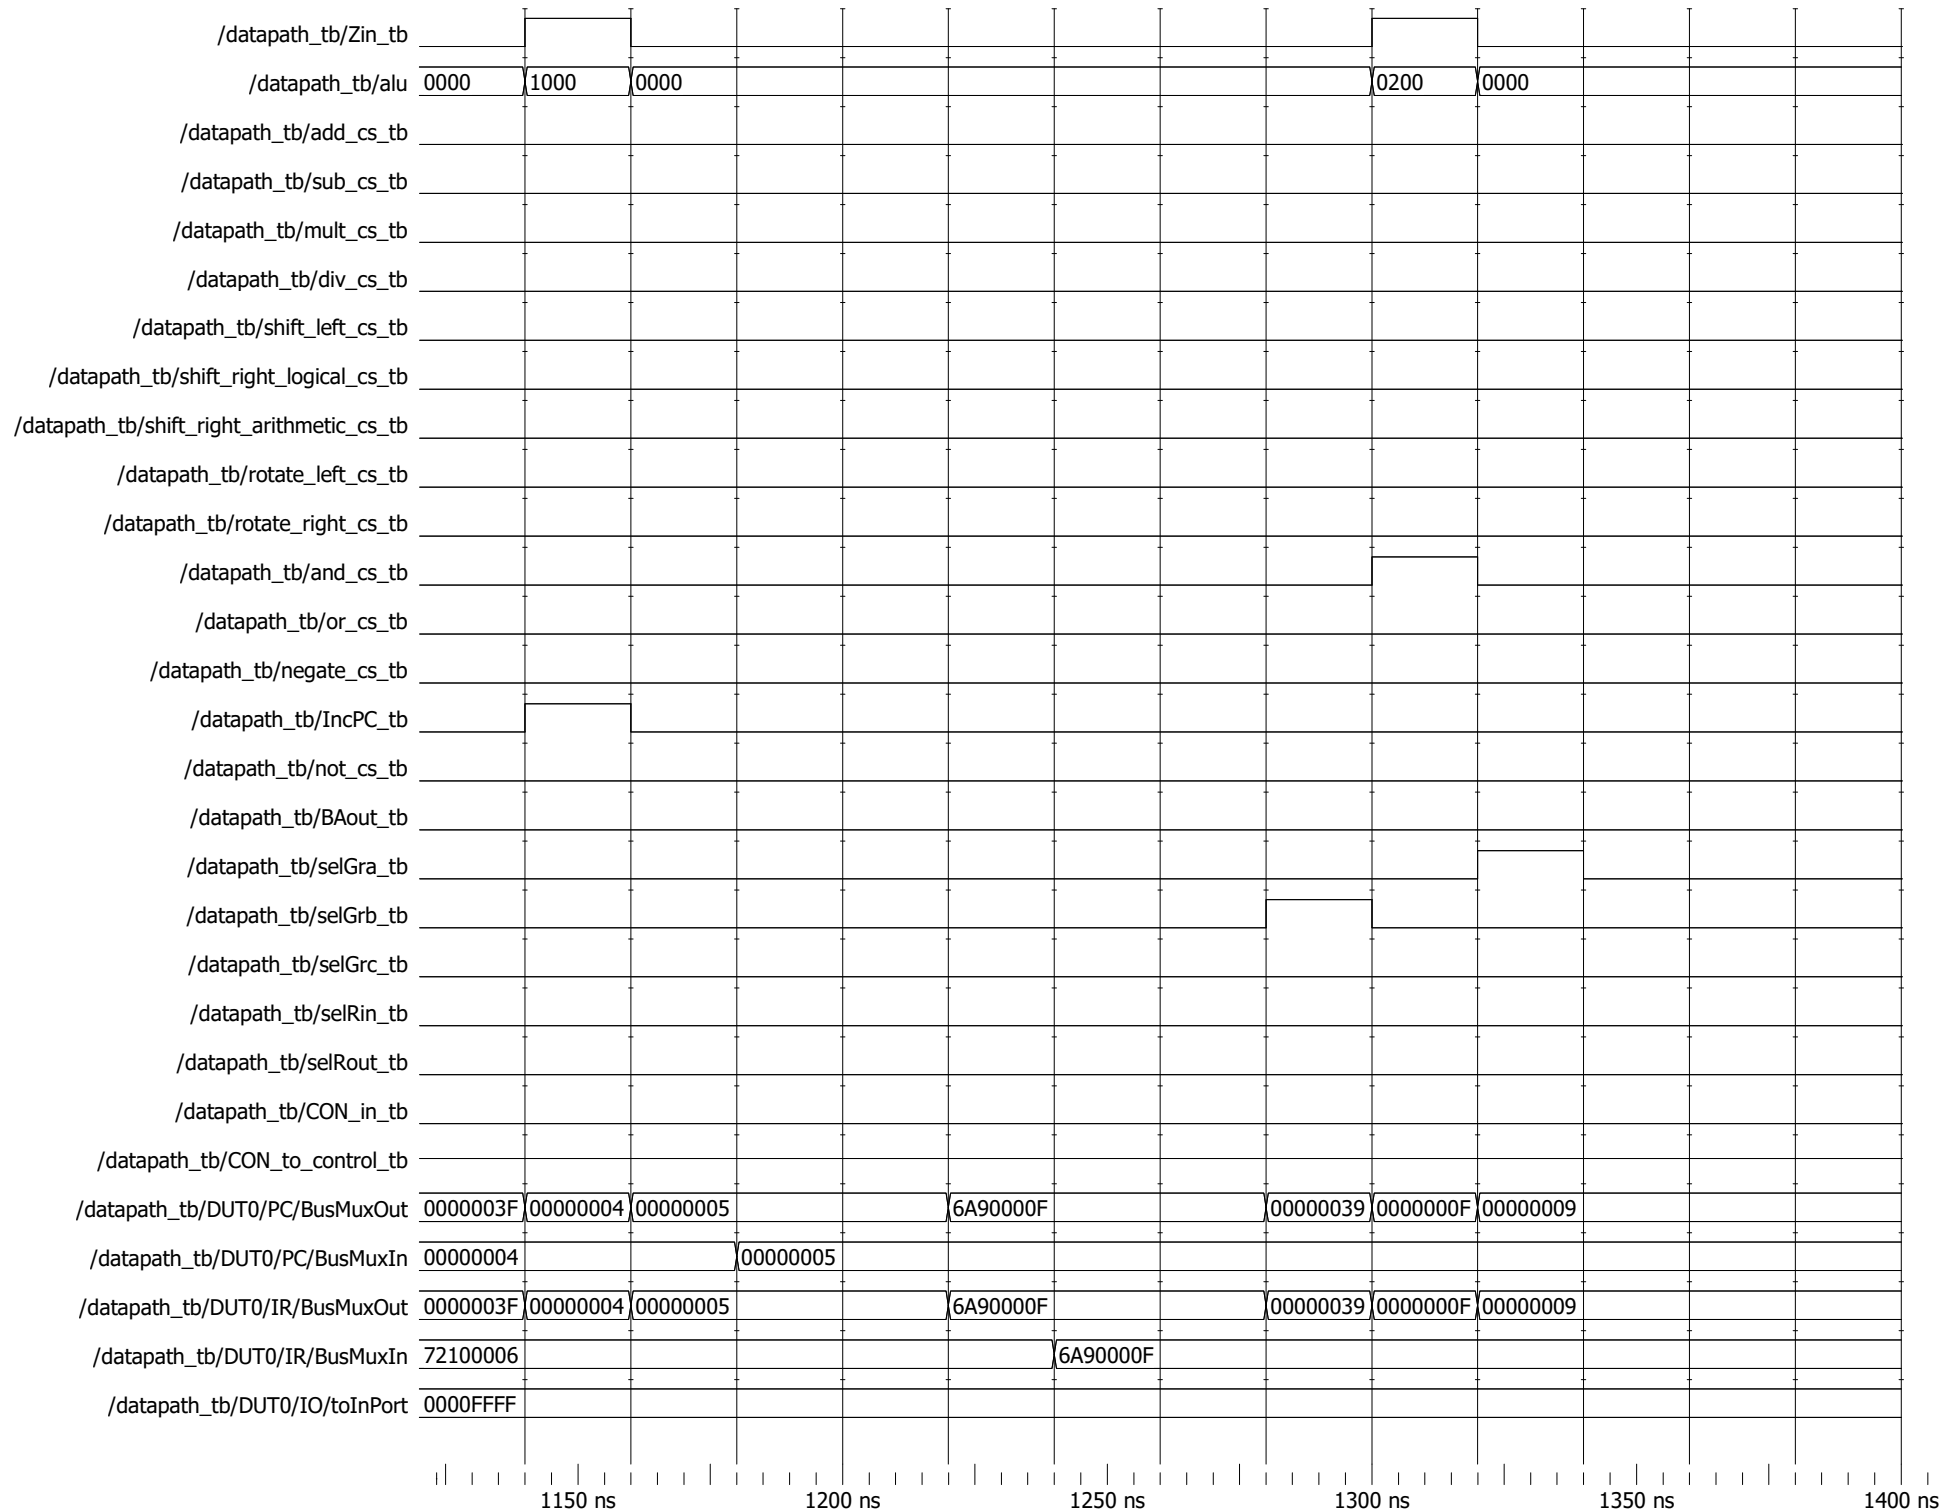 /datapath_tb/Zin_tb
/datapath_tb/alu 0000 1000 0000 0200 0000
/datapath_tb/add_cs_tb
/datapath_tb/sub_cs_tb
/datapath_tb/mult_cs_tb
/datapath_tb/div_cs_tb
/datapath_tb/shift_left_cs_tb
/datapath_tb/shift_right_logical_cs_tb
/datapath_tb/shift_right_arithmetic_cs_tb
/datapath_tb/rotate_left_cs_tb
/datapath_tb/rotate_right_cs_tb
/datapath_tb/and_cs_tb
/datapath_tb/or_cs_tb
/datapath_tb/negate_cs_tb
/datapath_tb/IncPC_tb
/datapath_tb/not_cs_tb
/datapath_tb/BAout_tb
/datapath_tb/selGra_tb
/datapath_tb/selGrb_tb
/datapath_tb/selGrc_tb
/datapath_tb/selRin_tb
/datapath_tb/selRout_tb
/datapath_tb/CON_in_tb
/datapath_tb/CON_to_control_tb
/datapath_tb/DUT0/PC/BusMuxOut 0000003F 00000004 00000005 6A90000F 00000039 0000000F 00000009
/datapath_tb/DUT0/PC/BusMuxIn 00000004 00000005
/datapath_tb/DUT0/IR/BusMuxOut 0000003F 00000004 00000005 6A90000F 00000039 0000000F 00000009
/datapath_tb/DUT0/IR/BusMuxIn 72100006 6A90000F
/datapath_tb/DUT0/IO/toInPort 0000FFFF
1150 ns 1200 ns 1250 ns 1300 ns 1350 ns 1400 ns